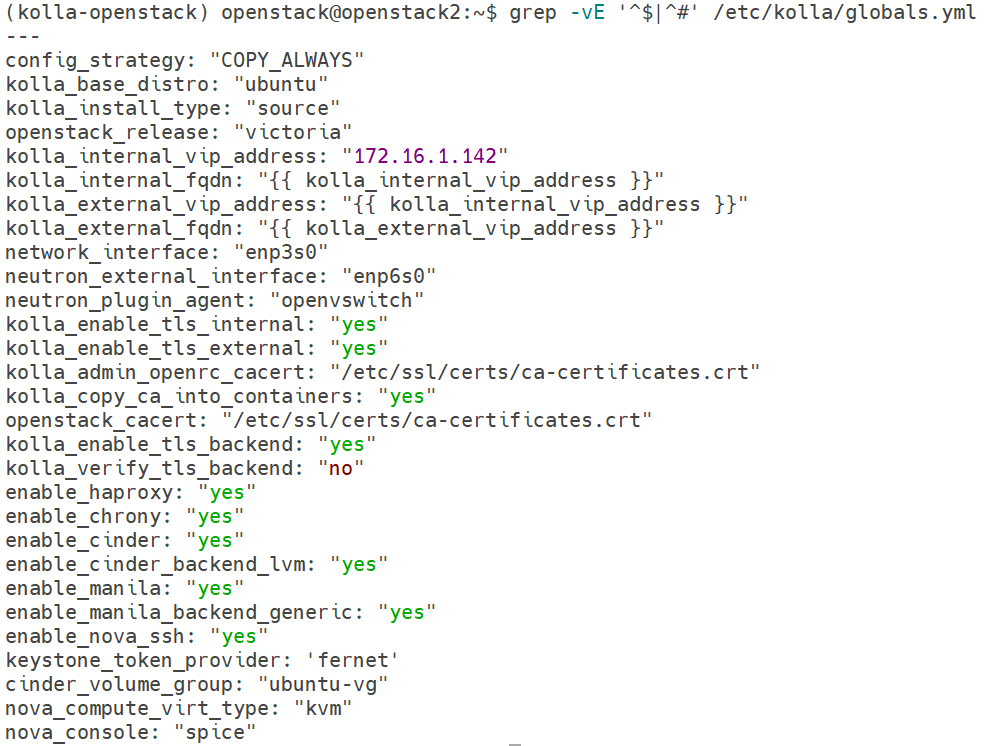 (kolla-openstack) openstack@openstack2:~$ grep -vE '^$|^#' /etc/kolla/globals.yml
---
config_strategy: "COPY_ALWAYS"
kolla_base_distro: "ubuntu"
kolla_install_type: "source"
openstack_release: "victoria"
kolla_internal_vip_address: "172.16.1.142"
kolla_internal_fqdn: "{{ kolla_internal_vip_address }}"
kolla_external_vip_address: "{{ kolla_internal_vip_address }}"
kolla_external_fqdn: "{{ kolla_external_vip_address }}"
network_interface: "enp3s0"
neutron_external_interface: "enp6s0"
neutron_plugin_agent: "openvswitch"
kolla_enable_tls_internal: "yes"
kolla_enable_tls_external: "yes"
kolla_admin_openrc_cacert: "/etc/ssl/certs/ca-certificates.crt"
kolla_copy_ca_into_containers: "yes"
openstack_cacert: "/etc/ssl/certs/ca-certificates.crt"
kolla_enable_tls_backend: "yes"
kolla_verify_tls_backend: "no"
enable_haproxy: "yes"
enable_chrony: "yes"
enable_cinder: "yes"
enable_cinder_backend_lvm: "yes"
enable_manila: "yes"
enable_manila_backend_generic: "yes"
enable_nova_ssh: "yes"
keystone_token_provider: 'fernet'
cinder_volume_group: "ubuntu-vg"
nova_compute_virt_type: "kvm"
nova_console: "spice"